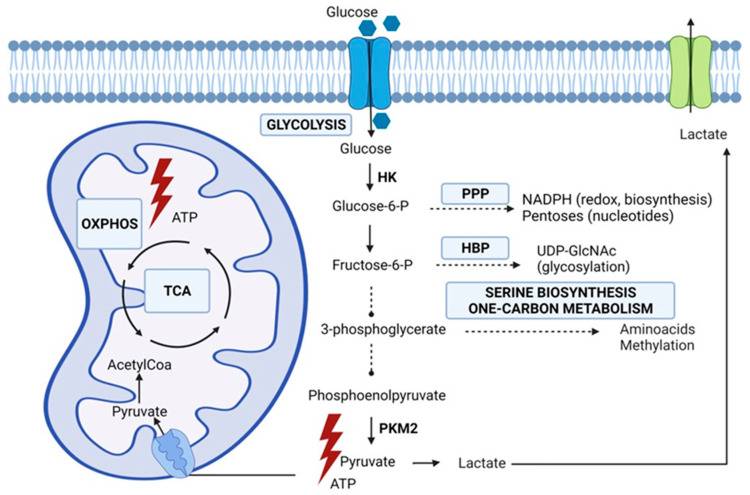 Glucose
GLYCOLYSIS
Glucose
HK
Glucose-6-P
PPP
NADPH (redox, biosynthesis)
Pentoses (nucleotides)
Fructose-6-P
HBP
UDP-GlcNAc
(glycosylation)
SERINE BIOSYNTHESIS
ONE-CARBON METABOLISM
3-phosphoglycerate
Aminoacids
Methylation
Phosphoenolpyruvate
PKM2
Pyruvate
ATP
Lactate
Lactate
OXPHOS
ATP
TCA
AcetylCoa
Pyruvate